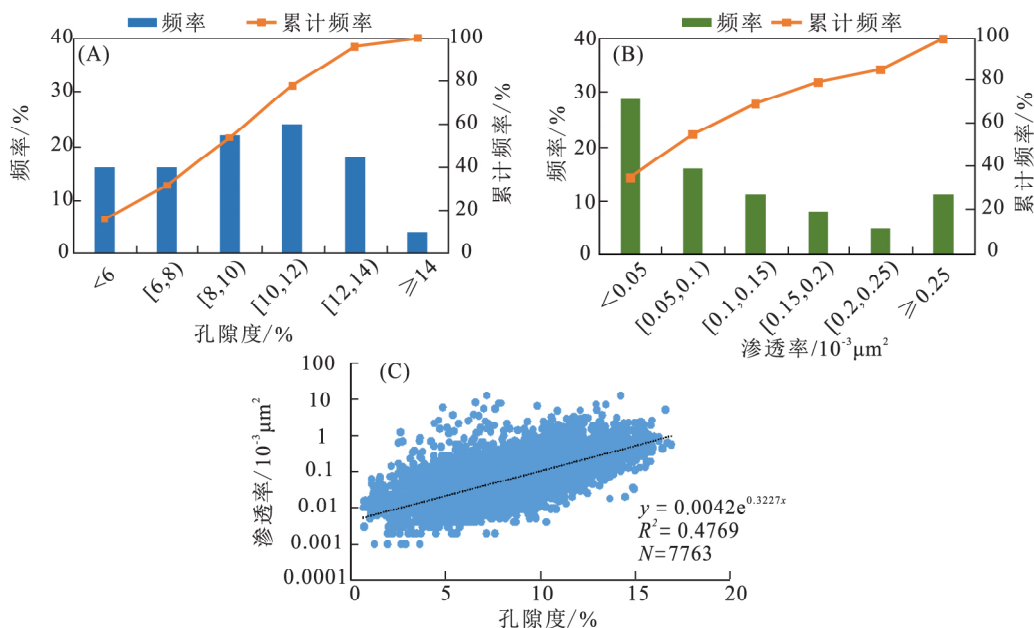 频率 累计频率
(A)
频率/%
40
30
20
10
0
100
80
60
40
20
0
累计频率/%
<6 [6,8) [8,10) [10,12) [12,14) ≥14
孔隙度/%
频率 累计频率
(B)
频率/%
40
30
20
10
0
100
80
60
40
20
0
累计频率/%
<0.05 [0.05,0.1) [0.1,0.15) [0.15,0.2) [0.2,0.25) ≥0.25
渗透率/10⁻³μm²
(C)
渗透率/10⁻³μm²
100
10
1
0.1
0.01
0.001
0.0001
y = 0.0042e^0.3227x
R² = 0.4769
N=7763
0 5 10 15 20
孔隙度/%